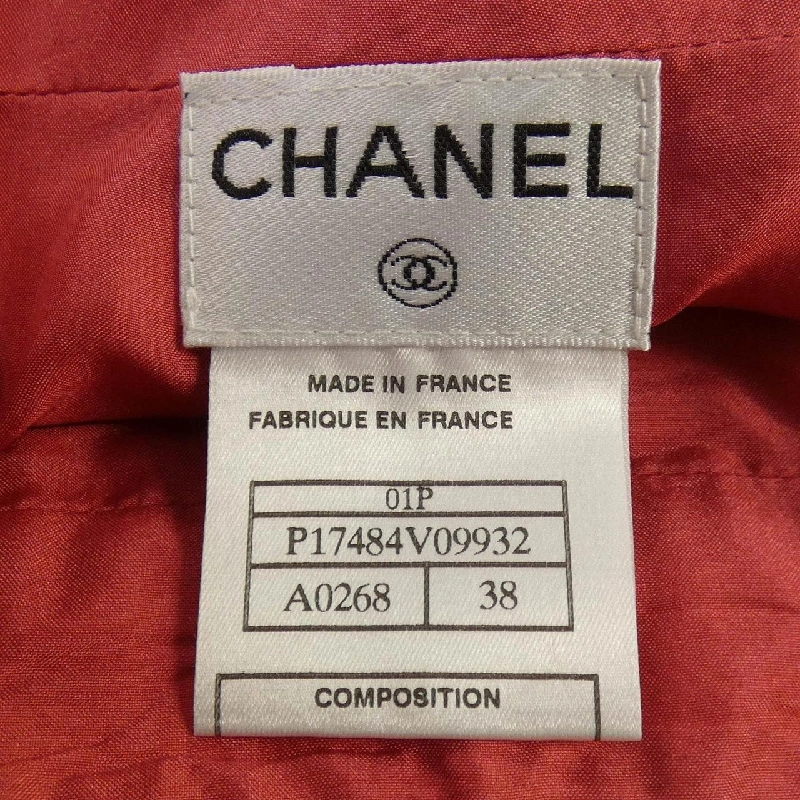 CHANEL
MADE IN FRANCE
FABRIQUE EN FRANCE
01P
P17484V09932
A0268 38
COMPOSITION